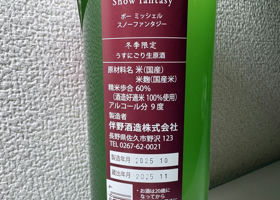 Snow fantasy
ボー ミッシェル
スノーファンタジー
冬季限定
うすにごり生原酒
原材料名 米(国産)
米麹(国産米)
精米歩合 60%
(酒造好適米100%使用)
アルコール分 9度
製造者
伴野酒造株式会社
長野県佐久市野沢 123
TEL 0267-62-0021
製造年月 2025.10
蔵出年月 2025.11
・お酒は20歳に
なってから